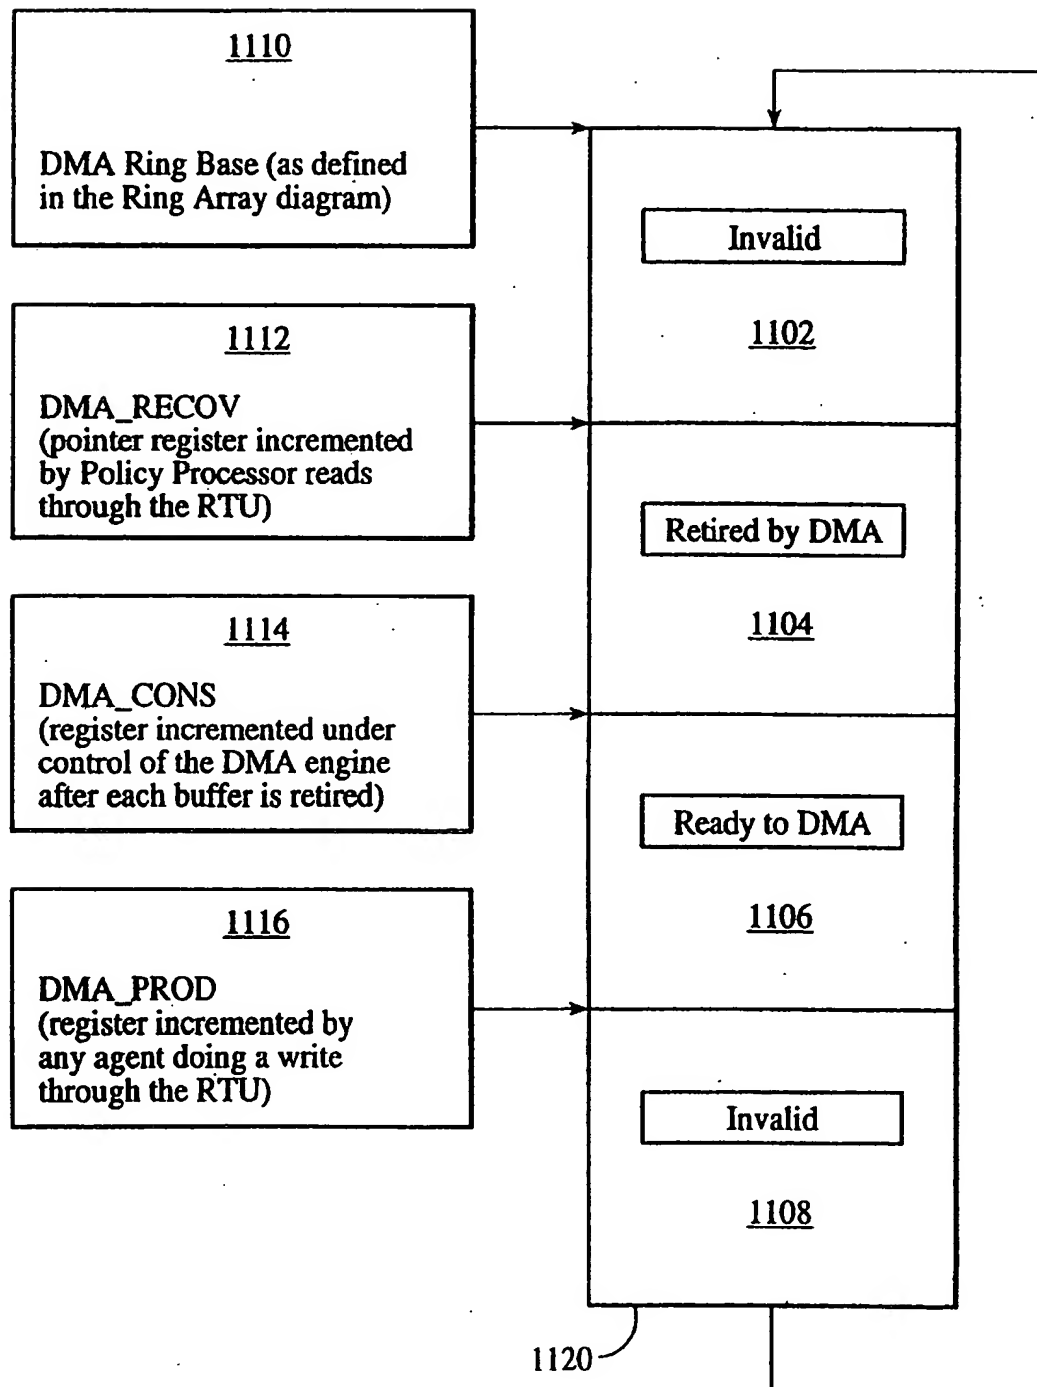 1110
DMA Ring Base (as defined
in the Ring Array diagram)
Invalid
1102
1112
DMA_RECOV
(pointer register incremented
by Policy Processor reads
through the RTU)
Retired by DMA
1104
1114
DMA_CONS
(register incremented under
control of the DMA engine
after each buffer is retired)
Ready to DMA
1106
1116
DMA_PROD
(register incremented by
any agent doing a write
through the RTU)
Invalid
1108
1120